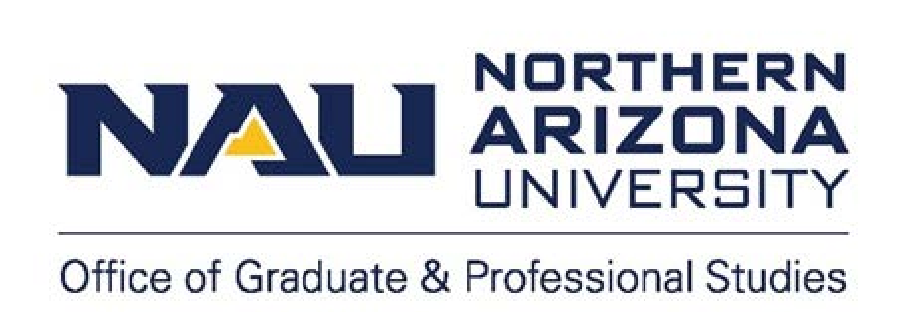 NAU
NORTHERN
ARIZONA
UNIVERSITY
Office of Graduate & Professional Studies